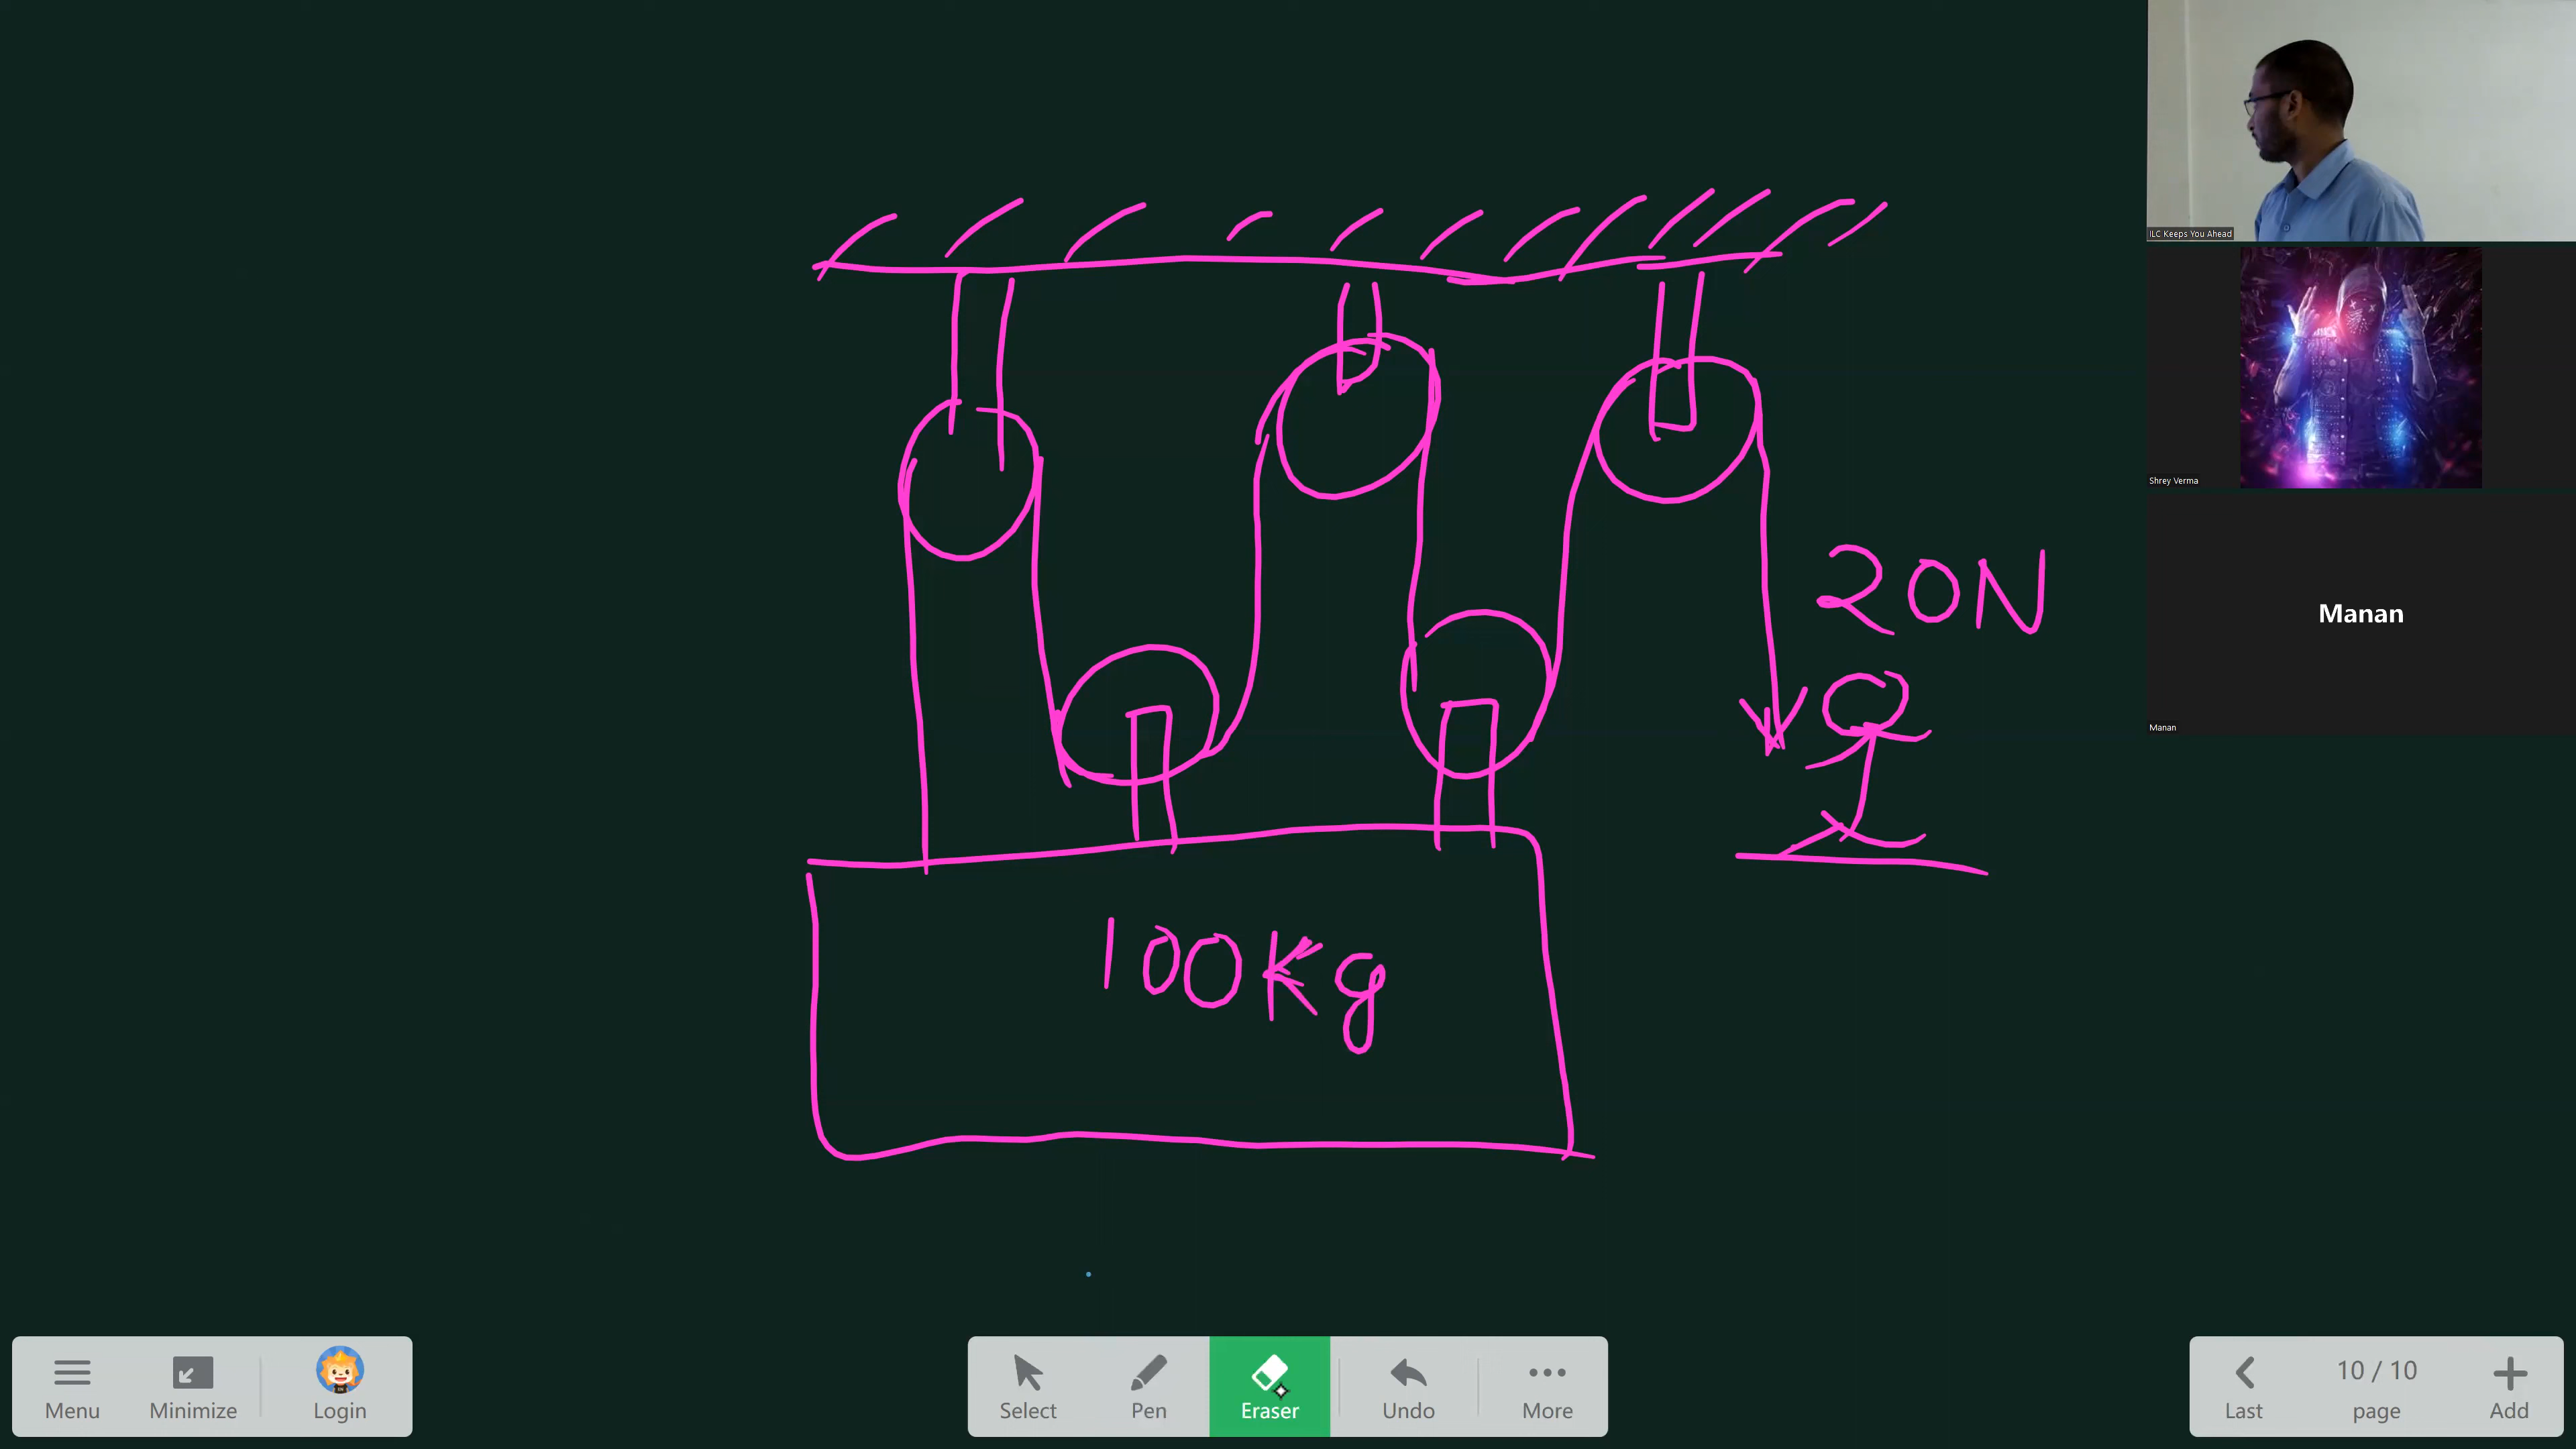 ILC Keeps You Ahead
Shrey Verma
20N
Manan
Manan
100Kg
Menu
Minimize
Login
Select
Pen
Eraser
Undo
More
Last
10 / 10
page
Add